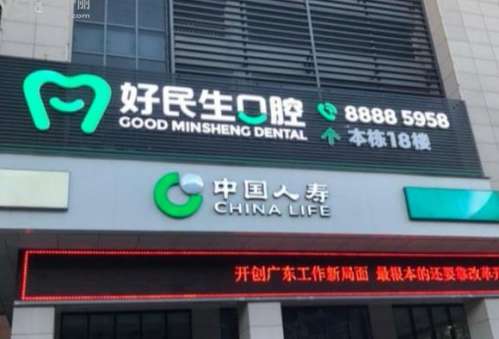 好民生口腔
GOOD MINSHENG DENTAL
8888 5958
本栋18楼
中国人寿
CHINA LIFE
开创广东工作新局面 最根本的还要靠改革